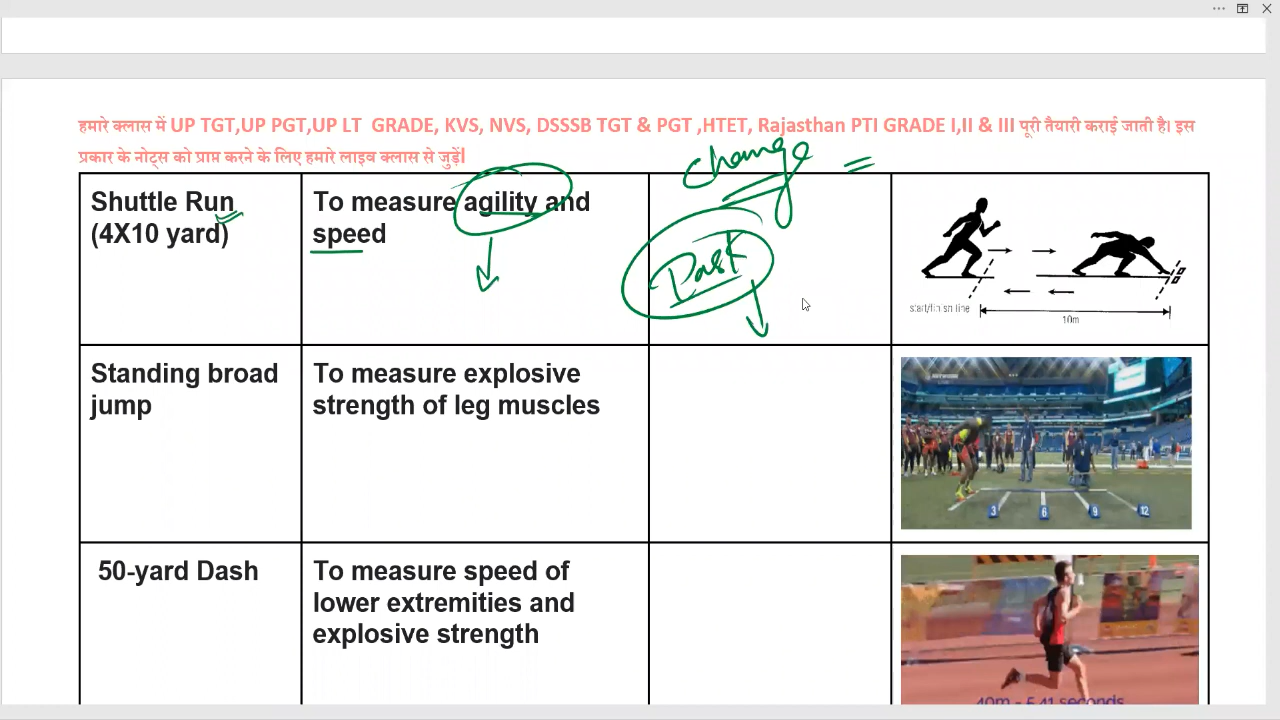 हमारे क्लास में UP TGT,UP PGT,UP LT GRADE, KVS, NVS, DSSSB TGT & PGT ,HTET, Rajasthan PTI GRADE I,II & III पूरी तैयारी कराई जाती है। इस
प्रकार के नोट्स को प्राप्त करने के लिए हमारे लाइव क्लास से जुड़ें।
change =
Shuttle Run
(4X10 yard)
To measure agility and
speed
start/finish line
10m
Standing broad
jump
To measure explosive
strength of leg muscles
3 6 9 12
50-yard Dash
To measure speed of
lower extremities and
explosive strength
40m - 5.41 seconds